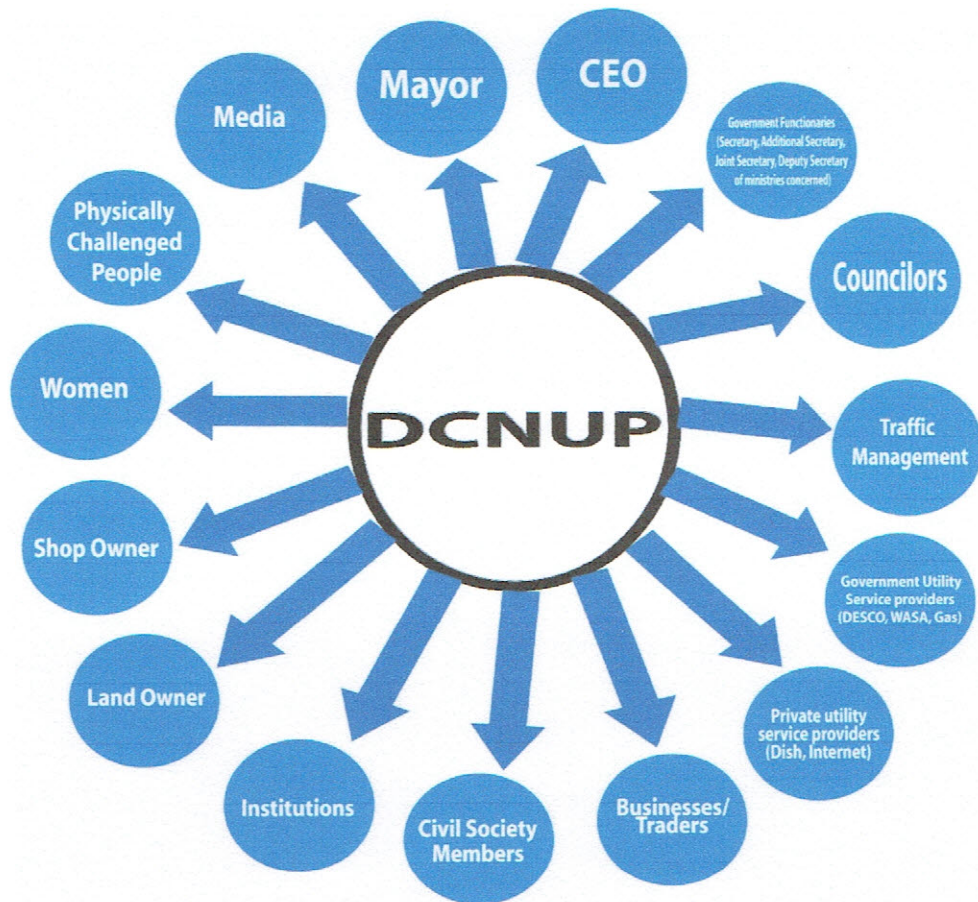 Mayor
CEO
Government Functionaries
(Secretary, Additional Secretary,
Joint Secretary, Deputy Secretary
of ministries concerned)
Councilors
Traffic
Management
Government Utility
Service providers
(DESCO, WASA, Gas)
Private utility
service providers
(Dish, Internet)
Businesses/
Traders
Civil Society
Members
Institutions
Land Owner
Shop Owner
Women
Physically
Challenged
People
Media
DCNUP